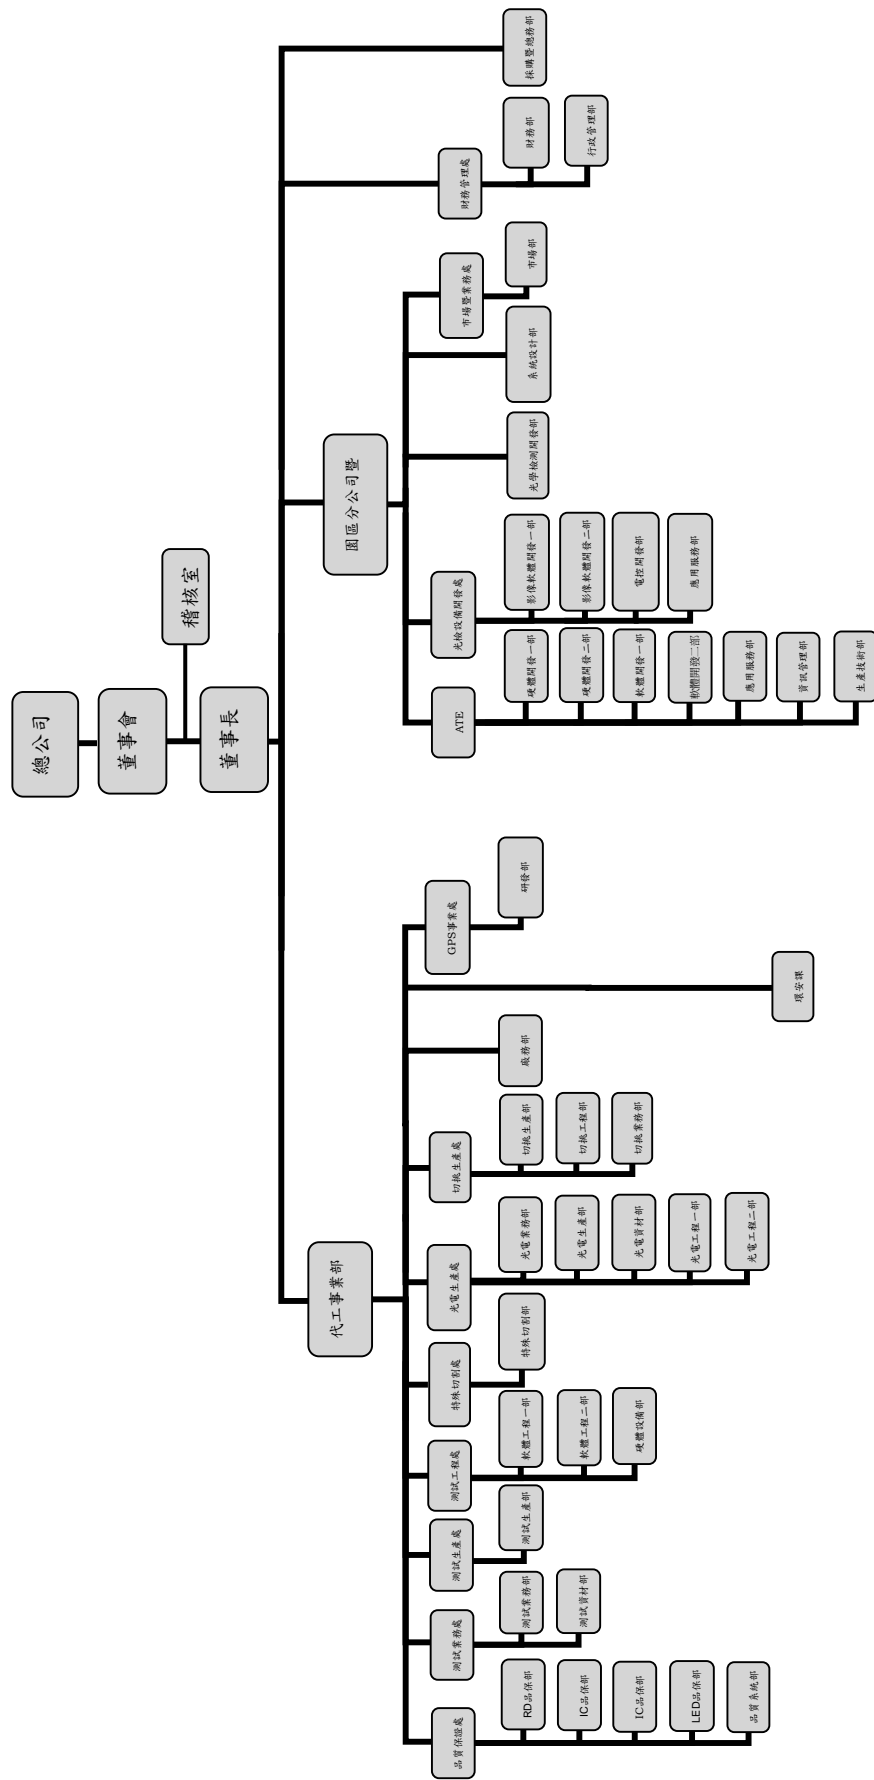 總公司
董事會
稽核室
董事長
代工事業部
園區分公司暨
品質保證處
測試業務處
測試生產處
測試工程處
特殊切割處
光電生產處
切挑生產處
GPS事業處
ATE
光檢設備開發處
市場暨業務處
財務管理處
RD品保部
IC品保部
IC品保部
LED品保部
品質系統部
測試業務部
測試資材部
測試生產部
軟體工程一部
軟體工程二部
硬體設備部
特殊切割部
光電業務部
光電生產部
光電資材部
光電工程一部
光電工程二部
切挑生產部
切挑工程部
切挑業務部
廠務部
環安課
研發部
硬體開發一部
硬體開發二部
軟體開發一部
軟體開發二部
應用服務部
資訊管理部
生產技術部
影像軟體開發一部
影像軟體開發二部
電控開發部
應用服務部
光學檢測開發部
系統設計部
市場部
財務部
行政管理部
採購暨總務部